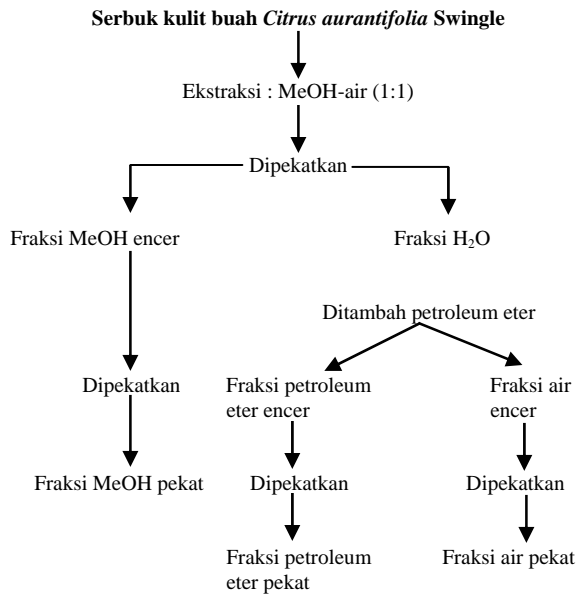 Serbuk kulit buah Citrus aurantifolia Swingle
Ekstraksi : MeOH-air (1:1)
Dipekatkan
Fraksi MeOH encer
Fraksi H₂O
Ditambah petroleum eter
Dipekatkan
Fraksi petroleum
eter encer
Fraksi air
encer
Fraksi MeOH pekat
Dipekatkan
Dipekatkan
Fraksi petroleum
eter pekat
Fraksi air pekat